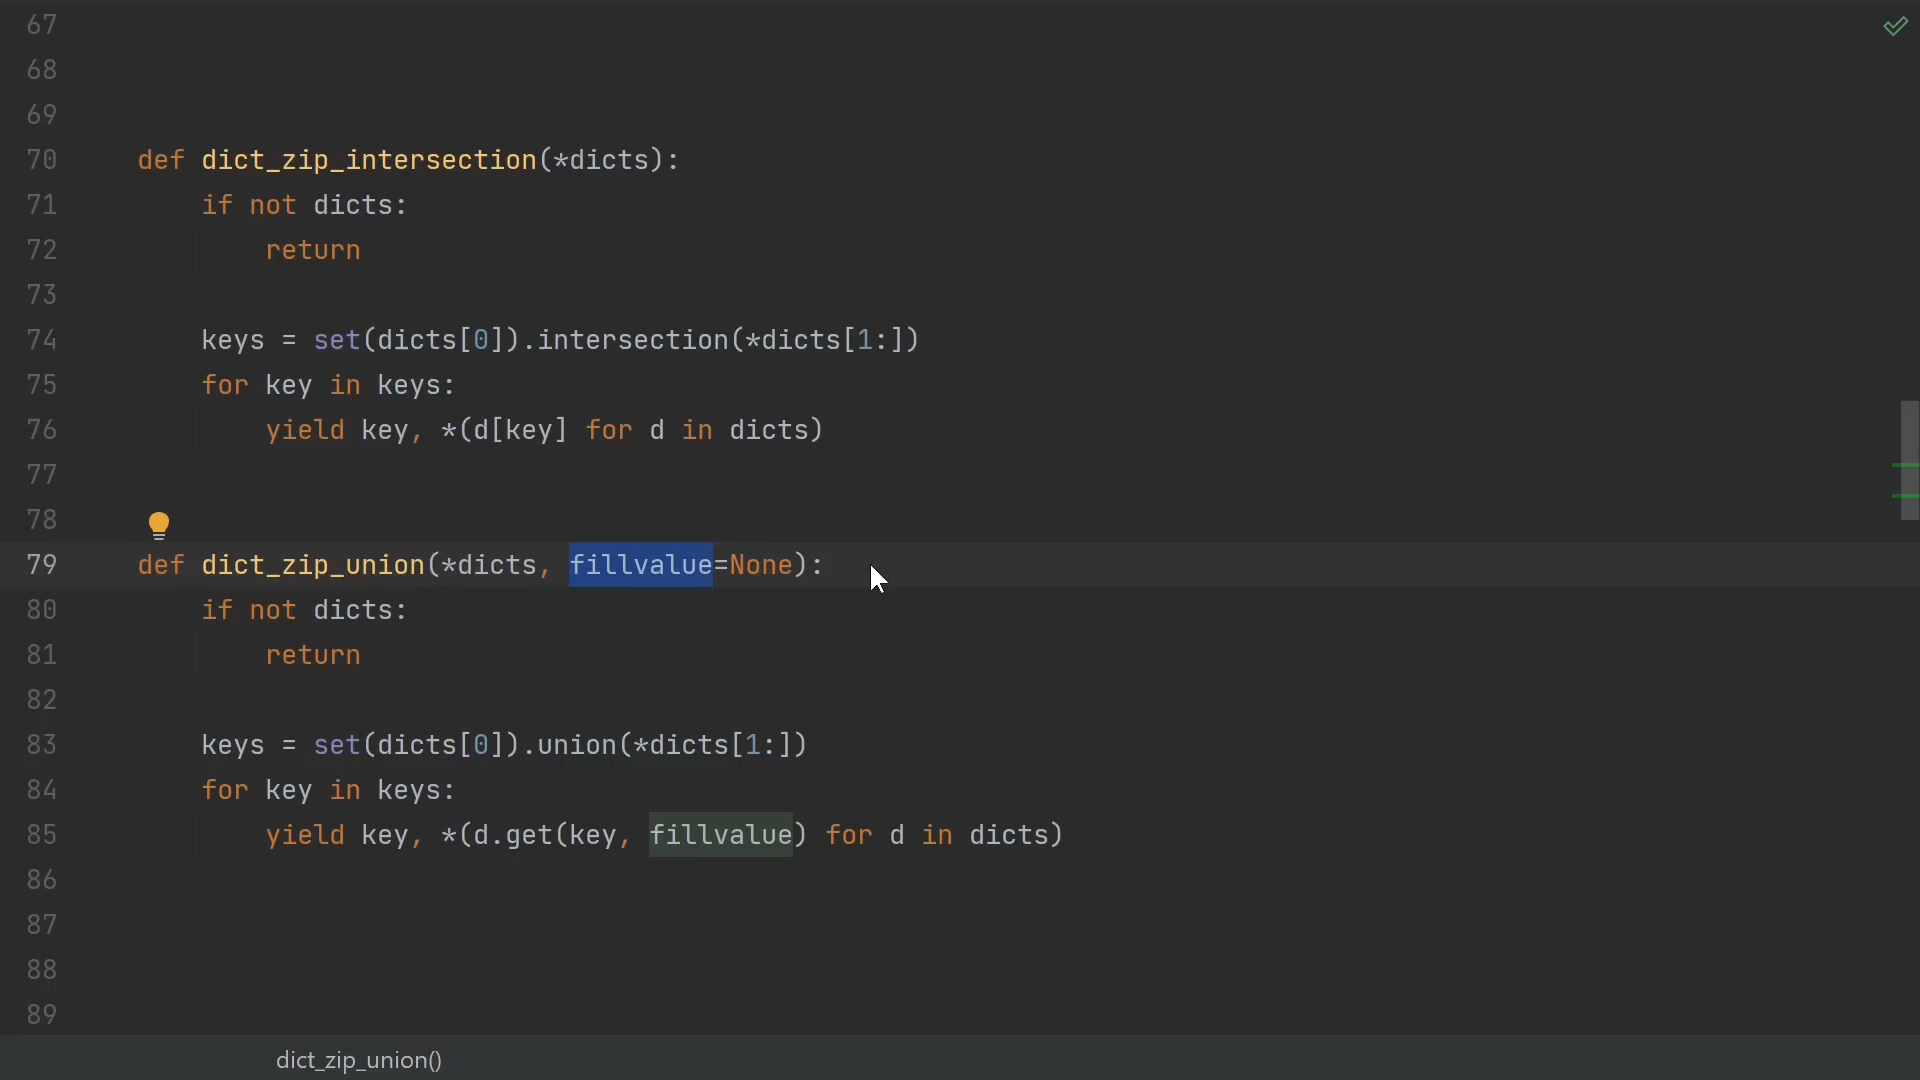 67
68
69
70 def dict_zip_intersection(*dicts):
71 if not dicts:
72 return
73
74 keys = set(dicts[0]).intersection(*dicts[1:])
75 for key in keys:
76 yield key, *(d[key] for d in dicts)
77
78
79 def dict_zip_union(*dicts, fillvalue=None):
80 if not dicts:
81 return
82
83 keys = set(dicts[0]).union(*dicts[1:])
84 for key in keys:
85 yield key, *(d.get(key, fillvalue) for d in dicts)
86
87
88
89
dict_zip_union()